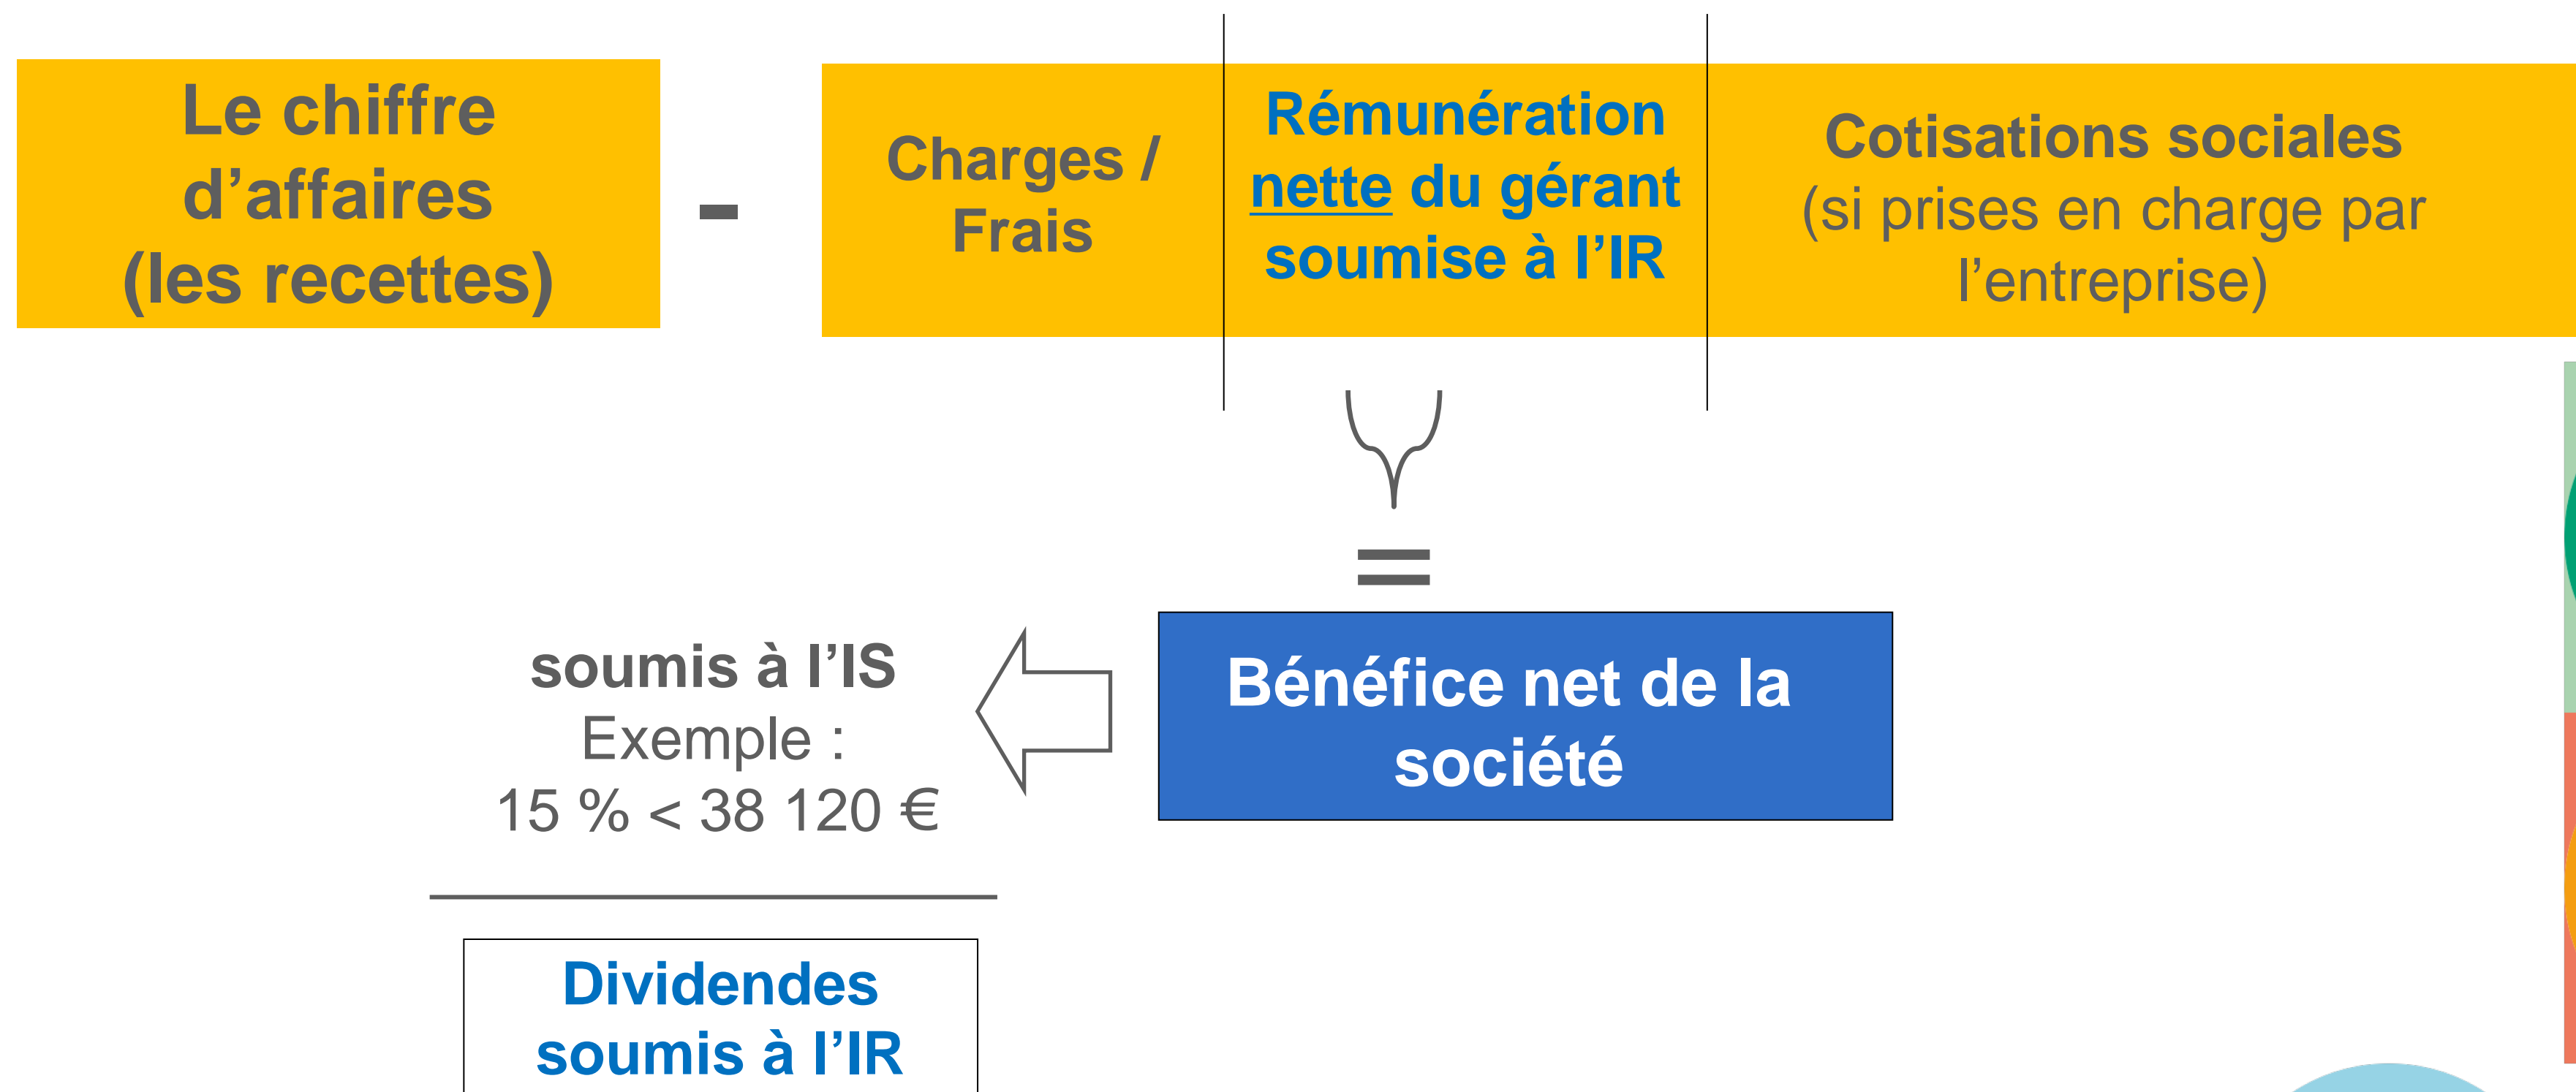 Le chiffre
d’affaires
(les recettes)
-
Charges /
Frais
Rémunération
nette du gérant
soumise à l’IR
Cotisations sociales
(si prises en charge par
l’entreprise)
=
Bénéfice net de la
société
soumis à l’IS
Exemple :
15 % < 38 120 €
Dividendes
soumis à l’IR